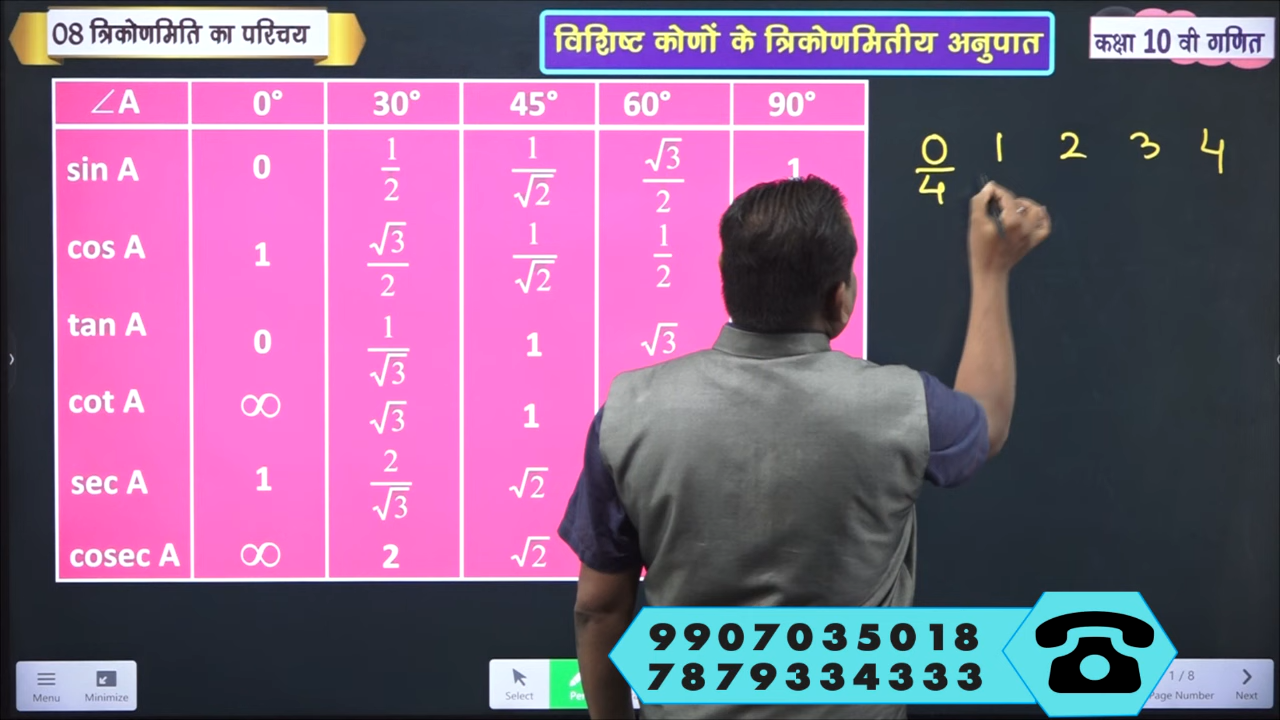 08 त्रिकोणमिति का परिचय
विशिष्ट कोणों के त्रिकोणमितीय अनुपात
कक्षा 10 वी गणित
∠A 0° 30° 45° 60° 90°
sin A 0 1/2 1/√2 √3/2 1
cos A 1 √3/2 1/√2 1/2
tan A 0 1/√3 1 √3
cot A ∞ √3 1
sec A 1 2/√3 √2
cosec A ∞ 2 √2
0/4 1 2 3 4
9907035018
7879334333
Menu Minimize Select 1 / 8 Page Number Next